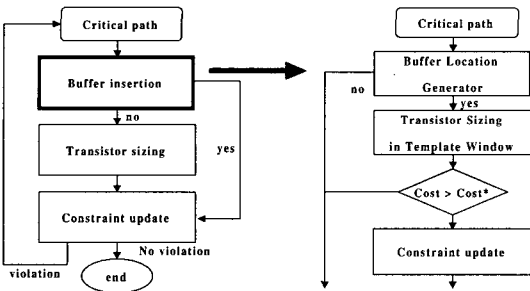 Critical path
Buffer insertion
no
yes
Transistor sizing
Constraint update
violation
No violation
end
Critical path
Buffer Location
Generator
no
yes
Transistor Sizing
in Template Window
Cost > Cost*
Constraint update